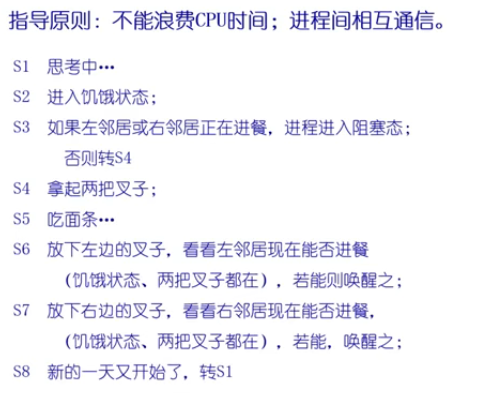 指导原则：不能浪费CPU时间；进程间相互通信。
S1 思考中…
S2 进入饥饿状态；
S3 如果左邻居或右邻居正在进餐，进程进入阻塞态；
否则转S4
S4 拿起两把叉子；
S5 吃面条…
S6 放下左边的叉子，看看左邻居现在能否进餐
（饥饿状态、两把叉子都在），若能则唤醒之；
S7 放下右边的叉子，看看右邻居现在能否进餐，
（饥饿状态、两把叉子都在），若能，唤醒之；
S8 新的一天又开始了，转S1